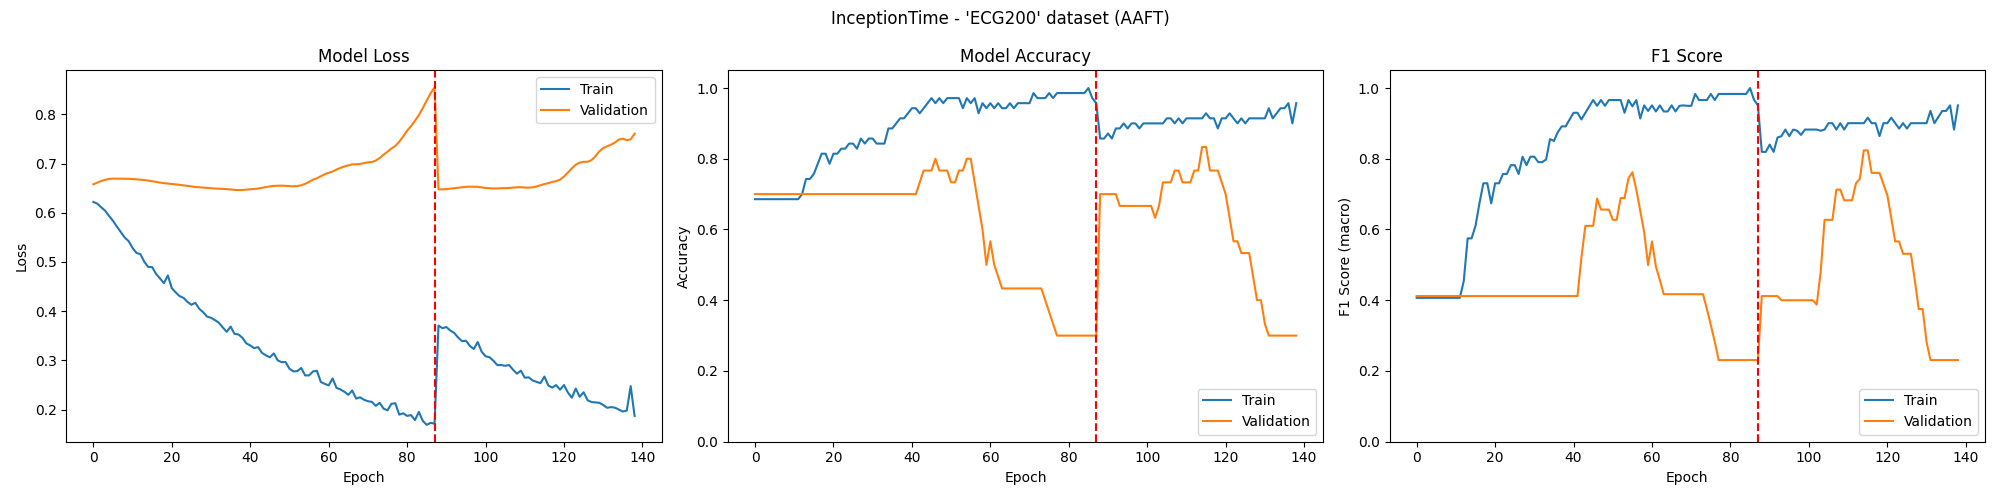 InceptionTime - 'ECG200' dataset (AAFT)
Model Loss
Loss
0.8
0.7
0.6
0.5
0.4
0.3
0.2
0 20 40 60 80 100 120 140
Epoch
Train
Validation
Model Accuracy
Accuracy
1.0
0.8
0.6
0.4
0.2
0.0
0 20 40 60 80 100 120 140
Epoch
Train
Validation
F1 Score
F1 Score (macro)
1.0
0.8
0.6
0.4
0.2
0.0
0 20 40 60 80 100 120 140
Epoch
Train
Validation